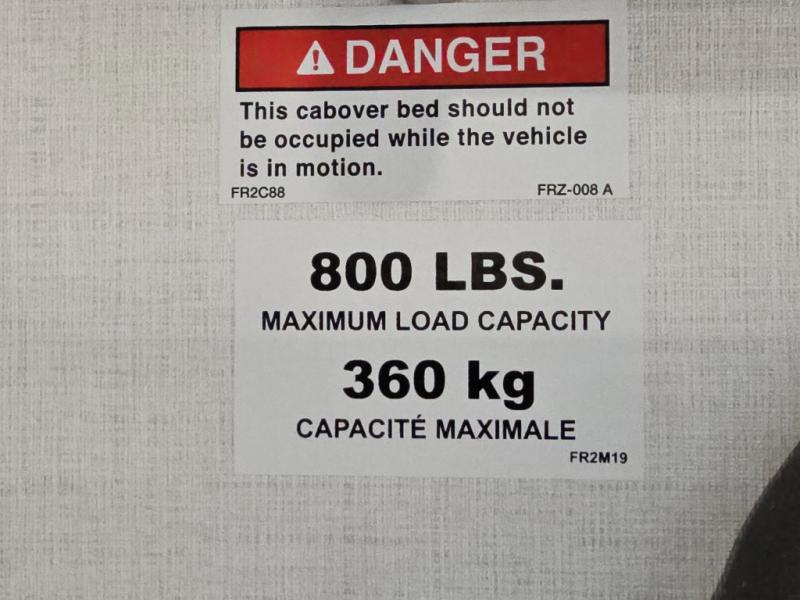 DANGER
This cabover bed should not
be occupied while the vehicle
is in motion.
FR2C88 FRZ-008 A
800 LBS.
MAXIMUM LOAD CAPACITY
360 kg
CAPACITÉ MAXIMALE
FR2M19